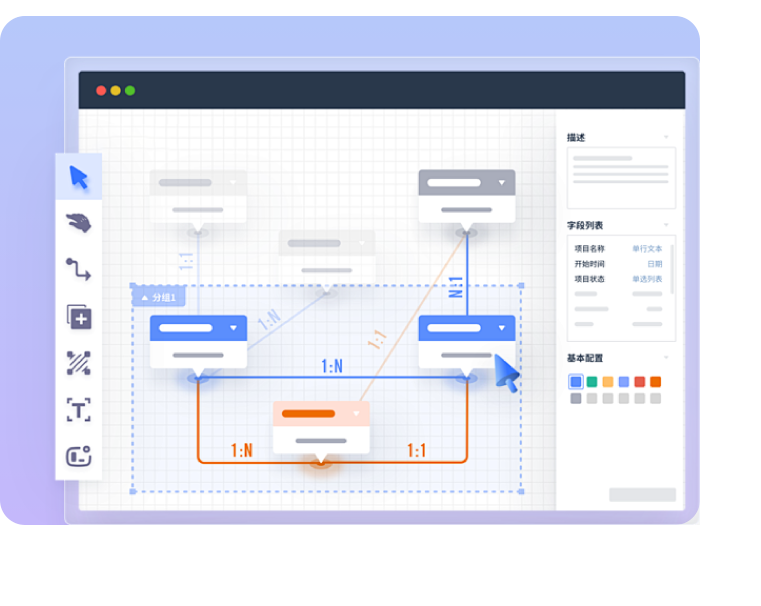 描述
字段列表
项目名称 单行文本
开始时间 日期
项目状态 单选列表
基本配置
1:1
N:1
分组1
1:N
1:1
1:N
1:N
1:1
T